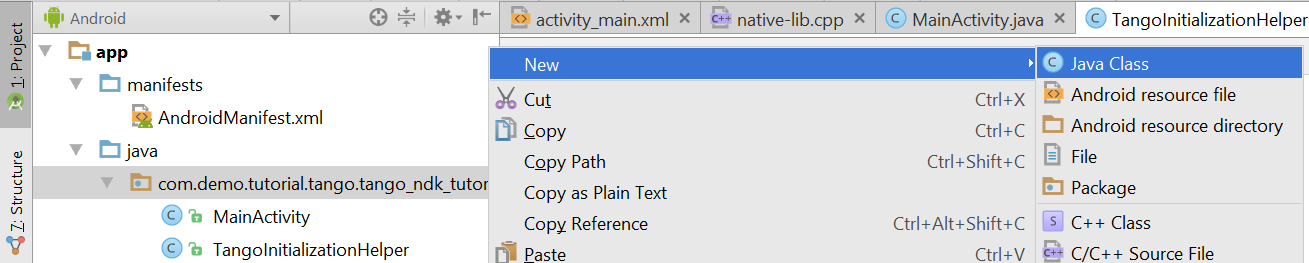 1: Project
7: Structure
Android
app
manifests
AndroidManifest.xml
java
com.demo.tutorial.tango.tango_ndk_tutor
MainActivity
TangoInitializationHelper
activity_main.xml
native-lib.cpp
MainActivity.java
TangoInitializationHelper
New
Cut Ctrl+X
Copy Ctrl+C
Copy Path Ctrl+Shift+C
Copy as Plain Text
Copy Reference Ctrl+Alt+Shift+C
Paste Ctrl+V
Java Class
Android resource file
Android resource directory
File
Package
C++ Class
C/C++ Source File